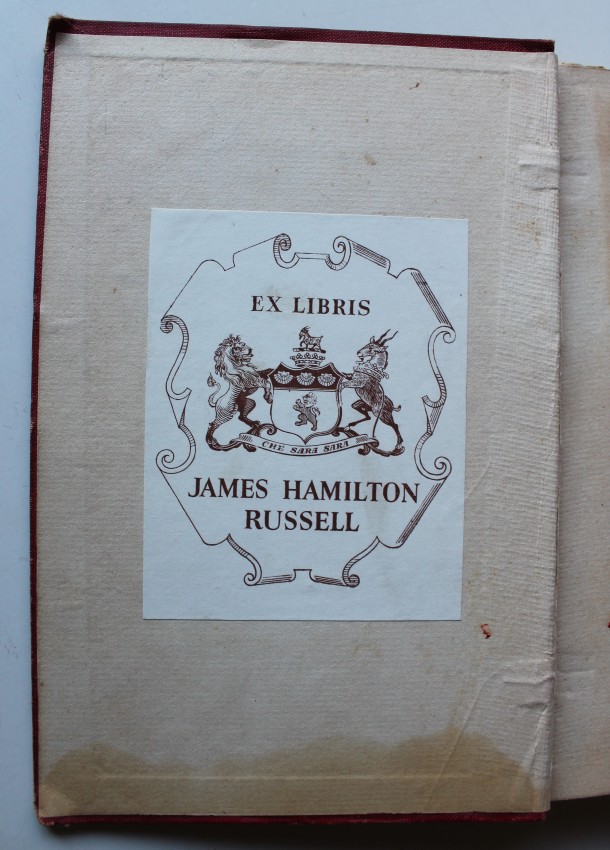 EX LIBRIS
CHE SARA SARA
JAMES HAMILTON
RUSSELL